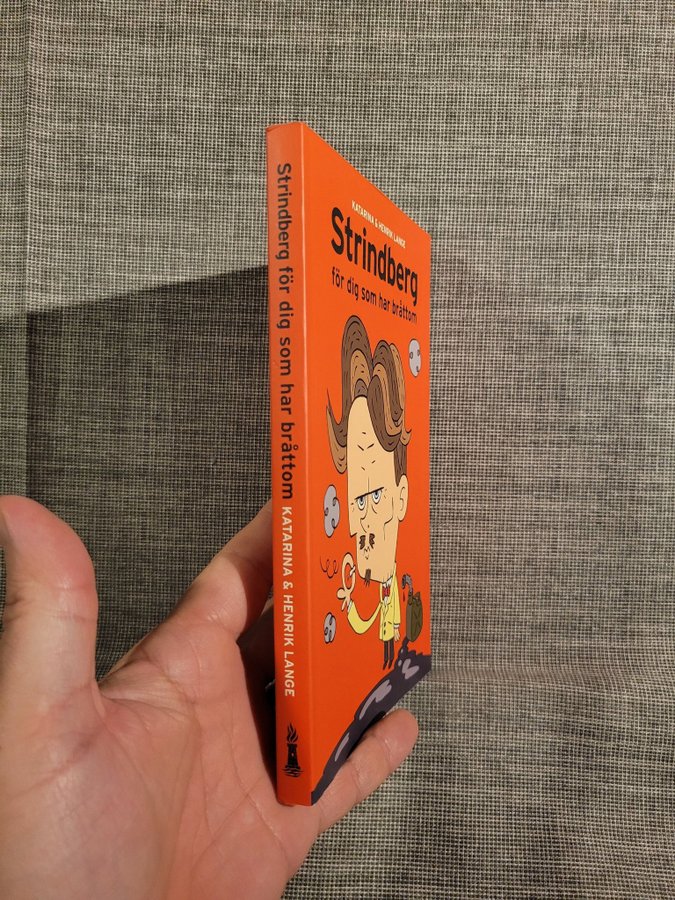 Strindberg för dig som har bråttom KATARINA & HENRIK LANGE
KATARINA & HENRIK LANGE
Strindberg
för dig som har bråttom